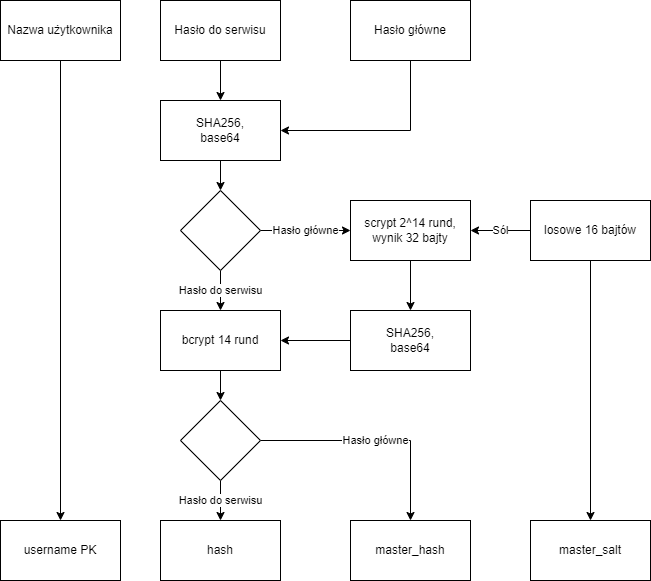 Nazwa użytkownika
Hasło do serwisu
Hasło główne
SHA256,
base64
Hasło główne
scrypt 2^14 rund,
wynik 32 bajty
Sól
losowe 16 bajtów
Hasło do serwisu
bcrypt 14 rund
SHA256,
base64
Hasło główne
Hasło do serwisu
username PK
hash
master_hash
master_salt